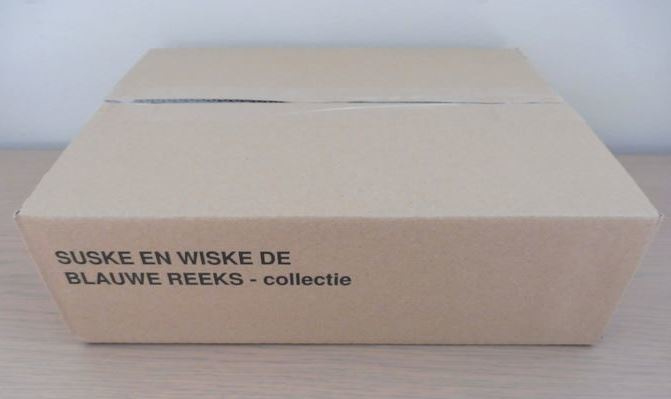 SUSKE EN WISKE DE
BLAUWE REEKS - collectie